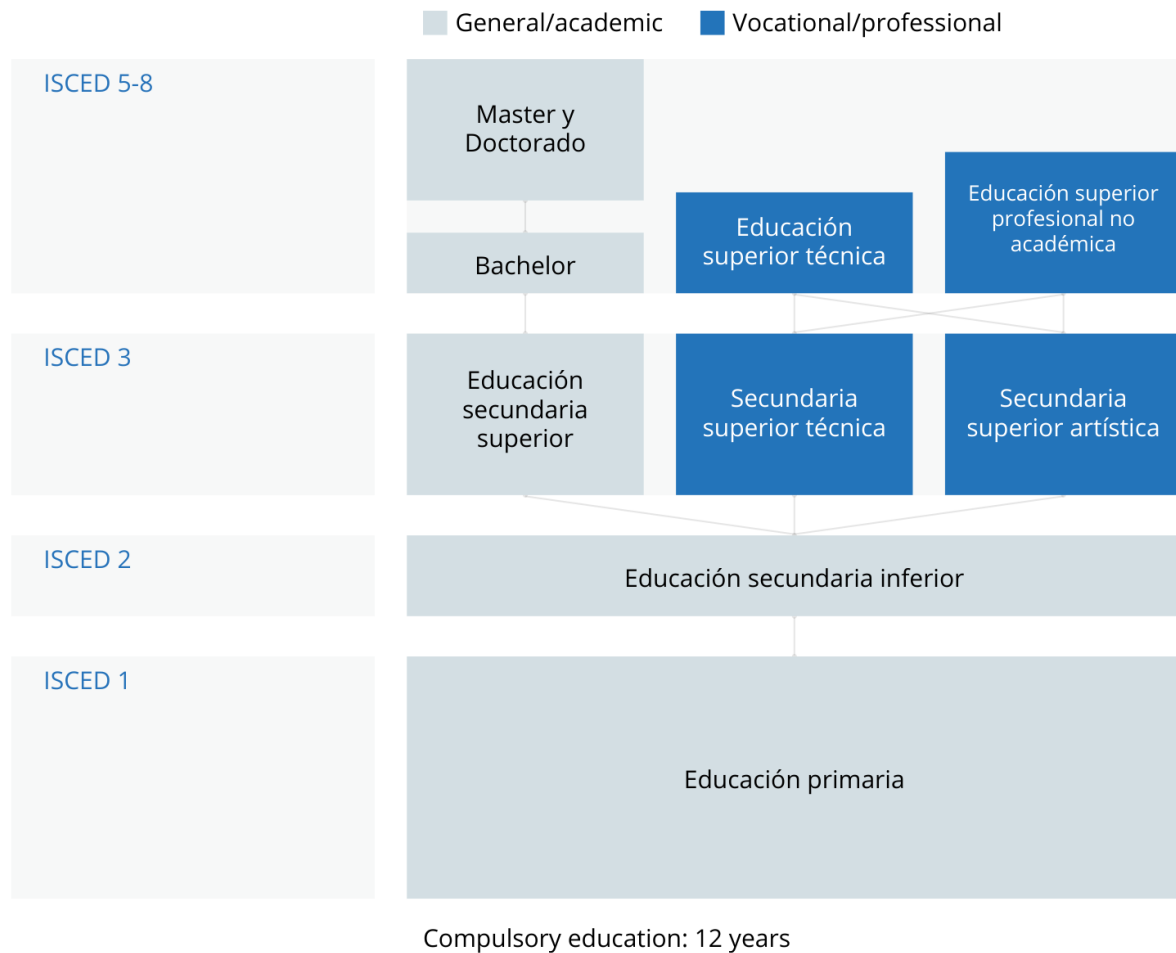 General/academic
Vocational/professional
ISCED 5-8
Master y
Doctorado
Bachelor
Educación
superior técnica
Educación superior
profesional no
académica
ISCED 3
Educación
secundaria
superior
Secundaria
superior técnica
Secundaria
superior artística
ISCED 2
Educación secundaria inferior
ISCED 1
Educación primaria
Compulsory education: 12 years